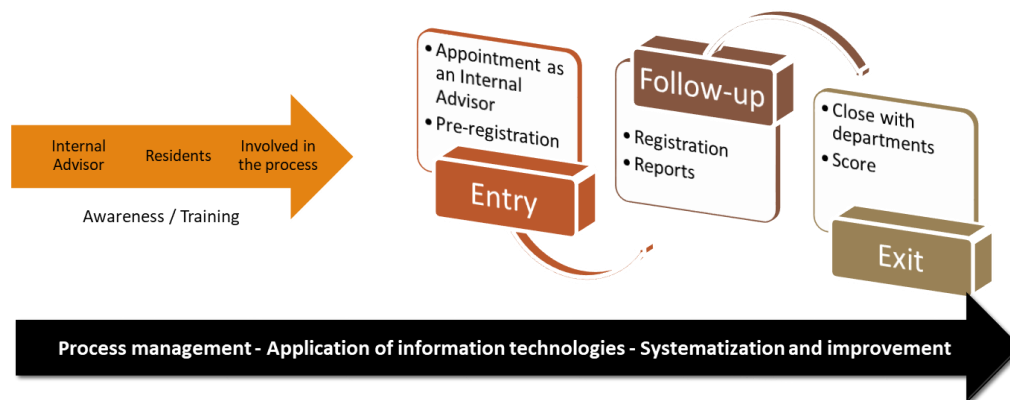 Internal
Advisor
Residents
Involved in
the process
Awareness / Training
• Appointment as
an Internal
Advisor
• Pre-registration
Entry
Follow-up
• Registration
• Reports
• Close with
departments
• Score
Exit
Process management - Application of information technologies - Systematization and improvement